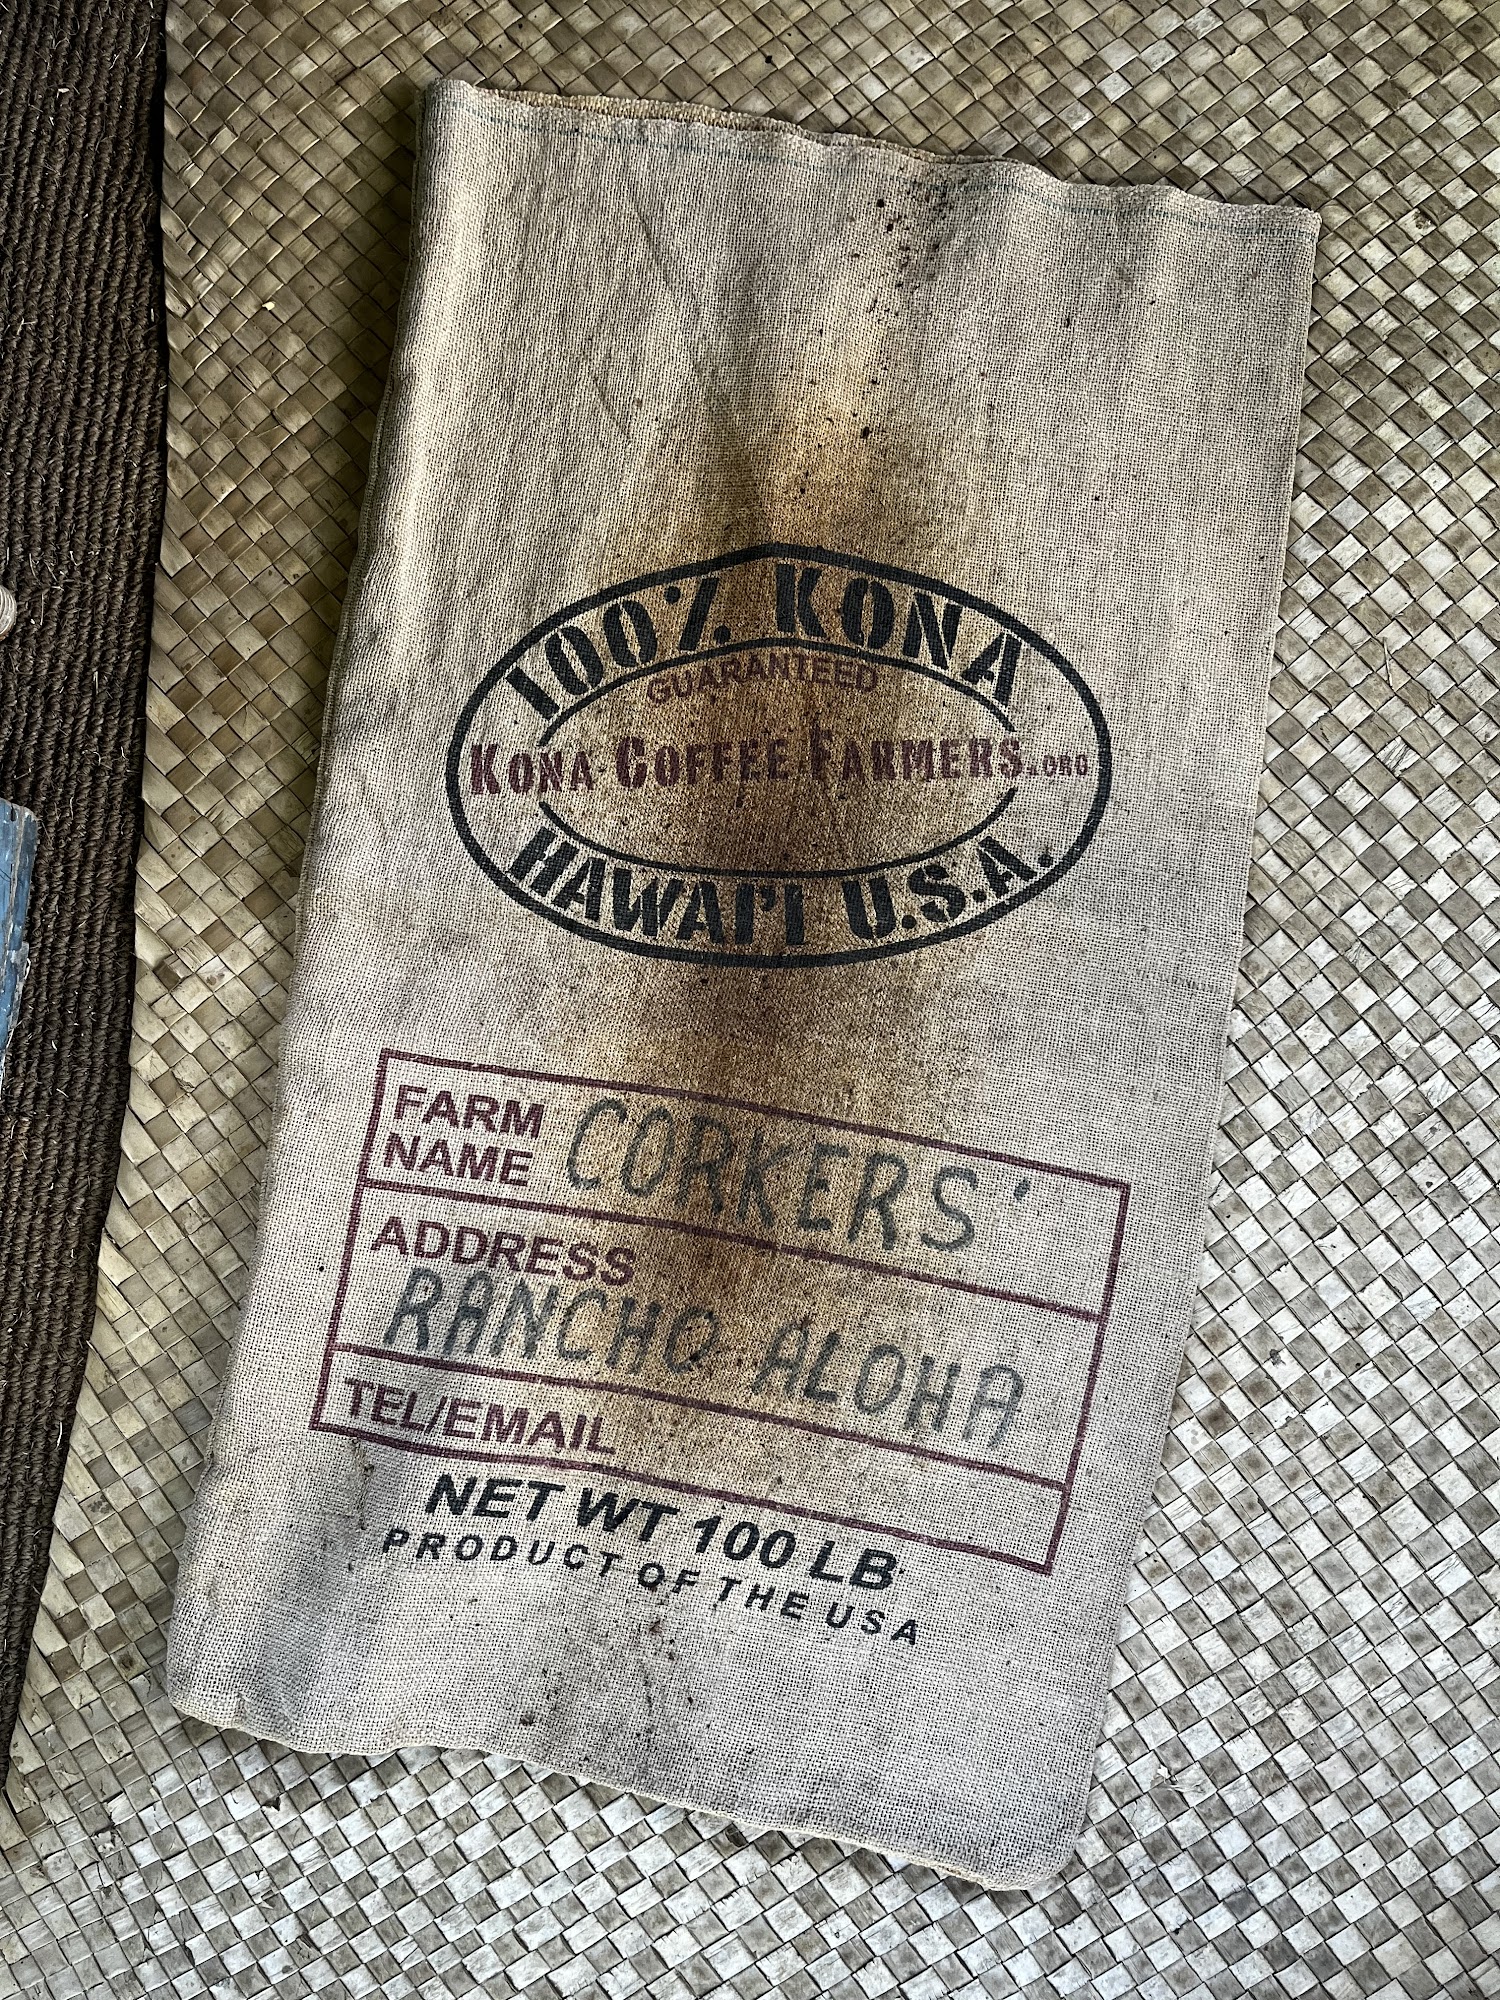 100% KONA
GUARANTEED
KONA COFFEE FARMERS.ORG
HAWAI'I U.S.A.
FARM NAME CORKERS'
ADDRESS
RANCHO ALOHA
TEL/EMAIL
NET WT 100 LB
PRODUCT OF THE USA